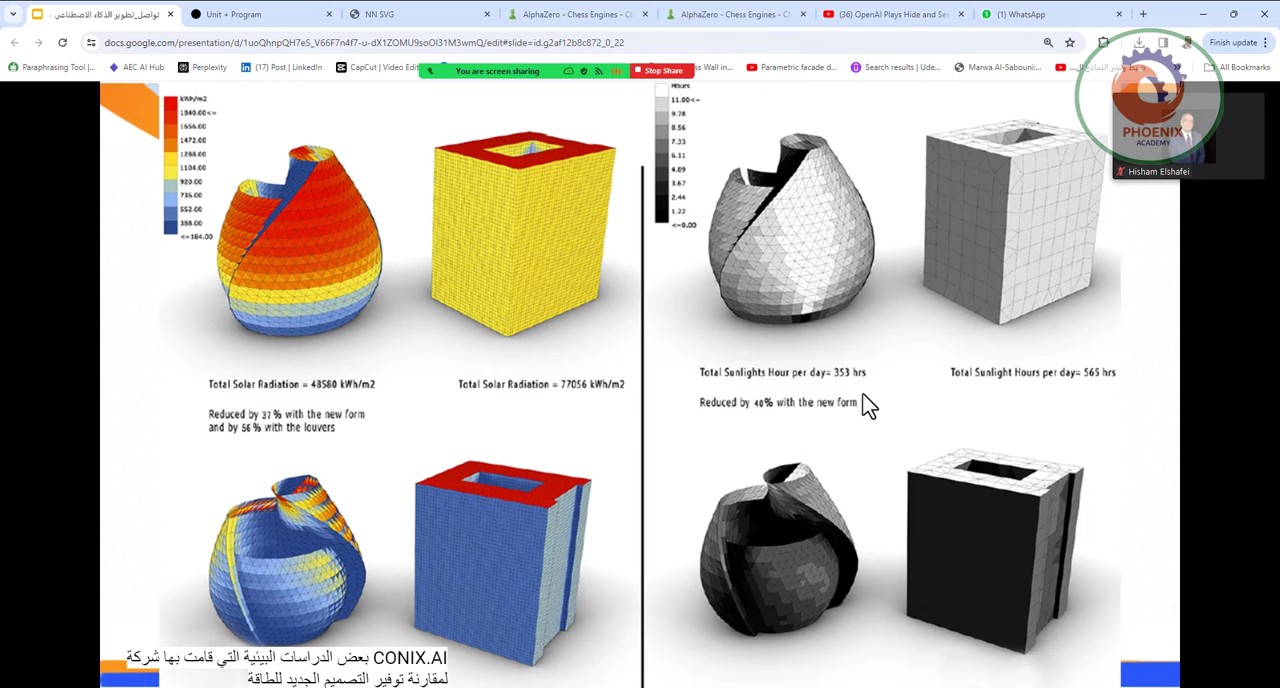 تواصل_تطوير الذكاء الاصطناعي
Unit + Program
NN SVG
AlphaZero - Chess Engines - C
AlphaZero - Chess Engines - C
(36) OpenAI Plays Hide and See
(1) WhatsApp
docs.google.com/presentation/d/1uoQhnpQH7eS_V66F7n4f7-u-dX1ZOMU9sOOl31M3wmQ/edit#slide=id.g2af12b8c872_0_22
Finish update
Paraphrasing Tool |...
AEC AI Hub
Perplexity
(17) Post | LinkedIn
CapCut Video Edit
You are screen sharing
Stop Share
ss Wall in...
Parametric facade d...
Search results | Ude...
Marwa Al-Sabouni:...
All Bookmarks
PHOENIX
ACADEMY
Hisham Elshafei
kWh/m2
1840.00<=
1656.00
1472.00
1288.00
1104.00
920.00
736.00
552.00
368.00
<=184.00
Hours
11.00<=
9.78
8.56
7.33
6.11
4.89
3.67
2.44
1.22
<=0.00
Total Solar Radiation = 48580 kWh/m2
Total Solar Radiation = 77056 kWh/m2
Reduced by 37 % with the new form
and by 56 % with the louvers
Total Sunlights Hour per day= 353 hrs
Total Sunlight Hours per day= 565 hrs
Reduced by 40% with the new form
CONIX.AI بعض الدراسات البيئية التي قامت بها شركة
لمقارنة توفير التصميم الجديد للطاقة